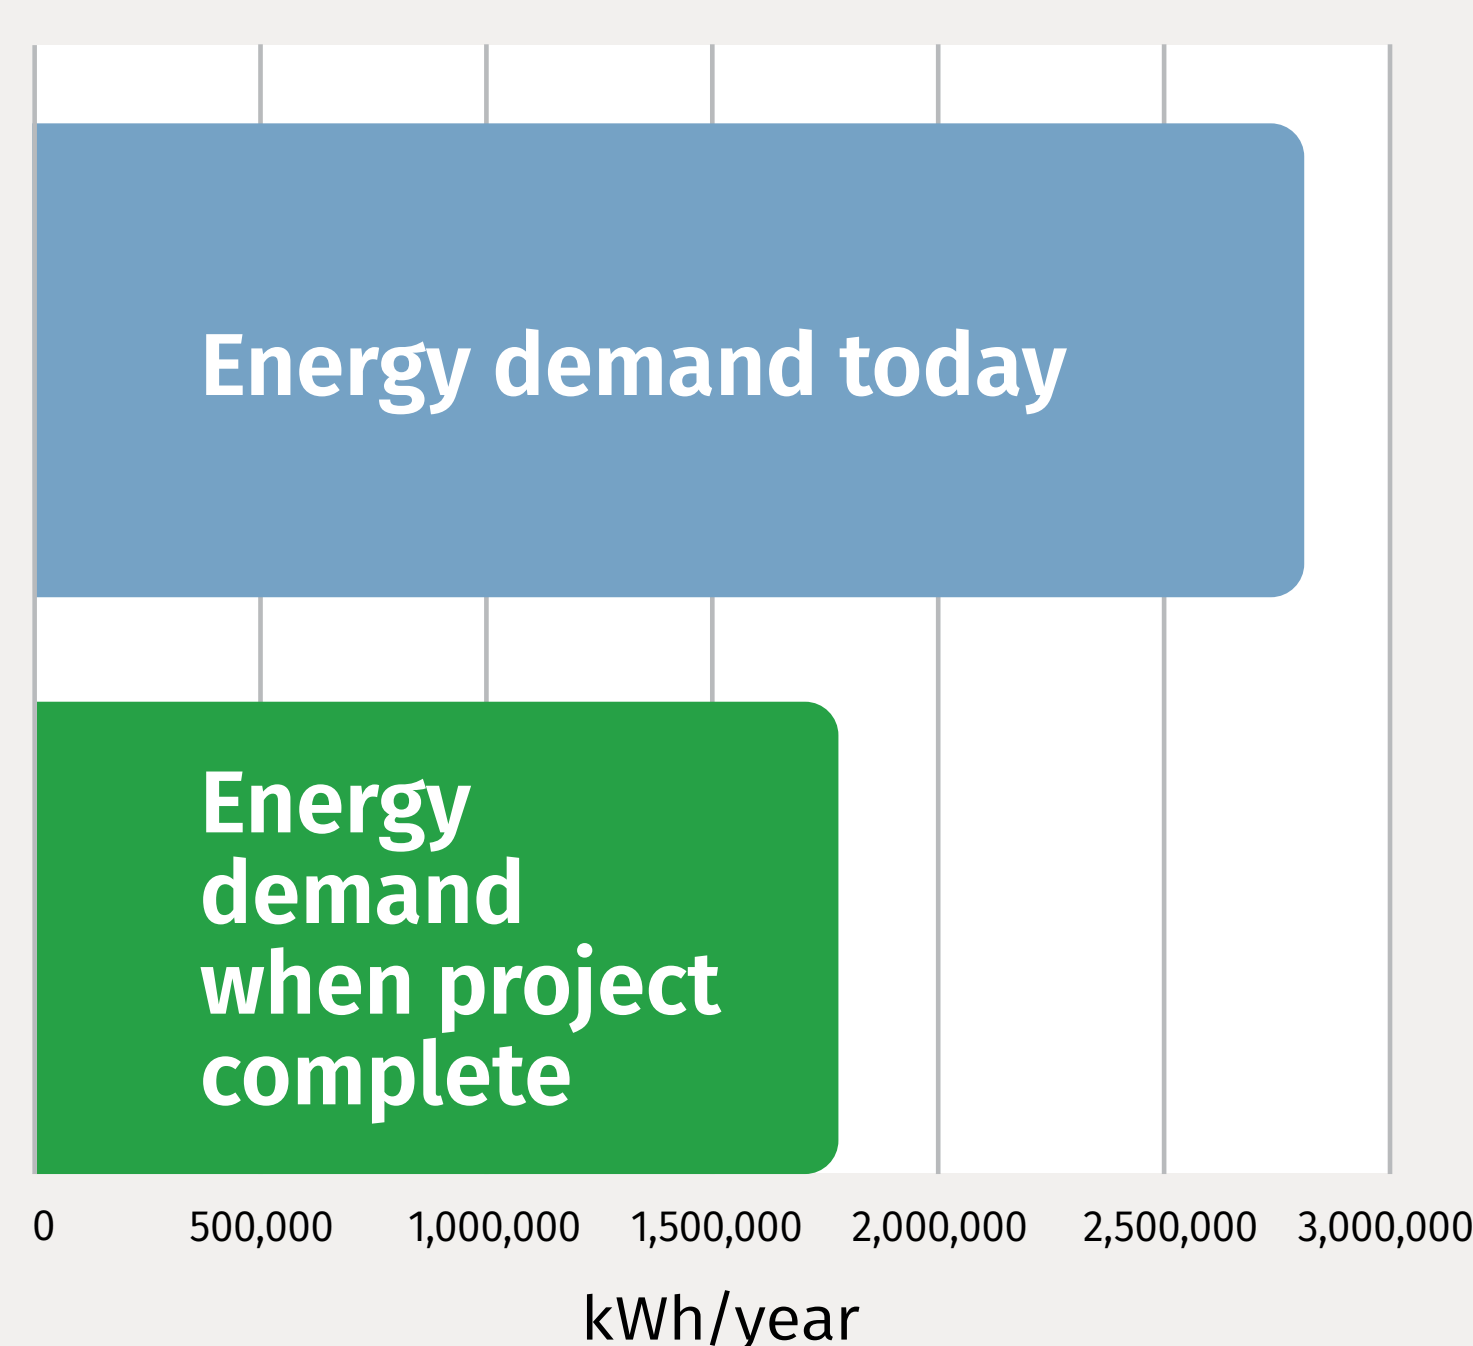 Energy demand today
Energy
demand
when project
complete
0 500,000 1,000,000 1,500,000 2,000,000 2,500,000 3,000,000
kWh/year